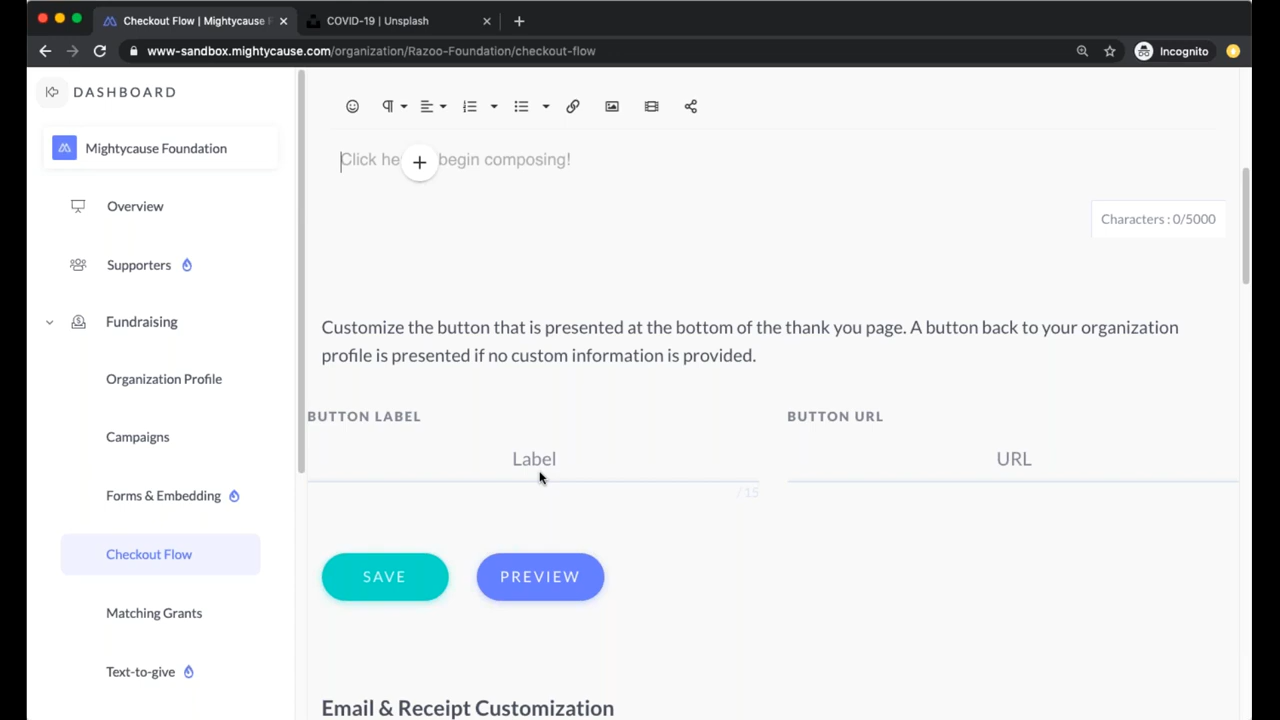 Checkout Flow | Mightycause F
COVID-19 | Unsplash
www-sandbox.mightycause.com/organization/Razoo-Foundation/checkout-flow
Incognito
DASHBOARD
Mightycause Foundation
Overview
Supporters
Fundraising
Organization Profile
Campaigns
Forms & Embedding
Checkout Flow
Matching Grants
Text-to-give
Click he begin composing!
Characters : 0/5000
Customize the button that is presented at the bottom of the thank you page. A button back to your organization
profile is presented if no custom information is provided.
BUTTON LABEL
BUTTON URL
Label
URL
/ 15
SAVE
PREVIEW
Email & Receipt Customization